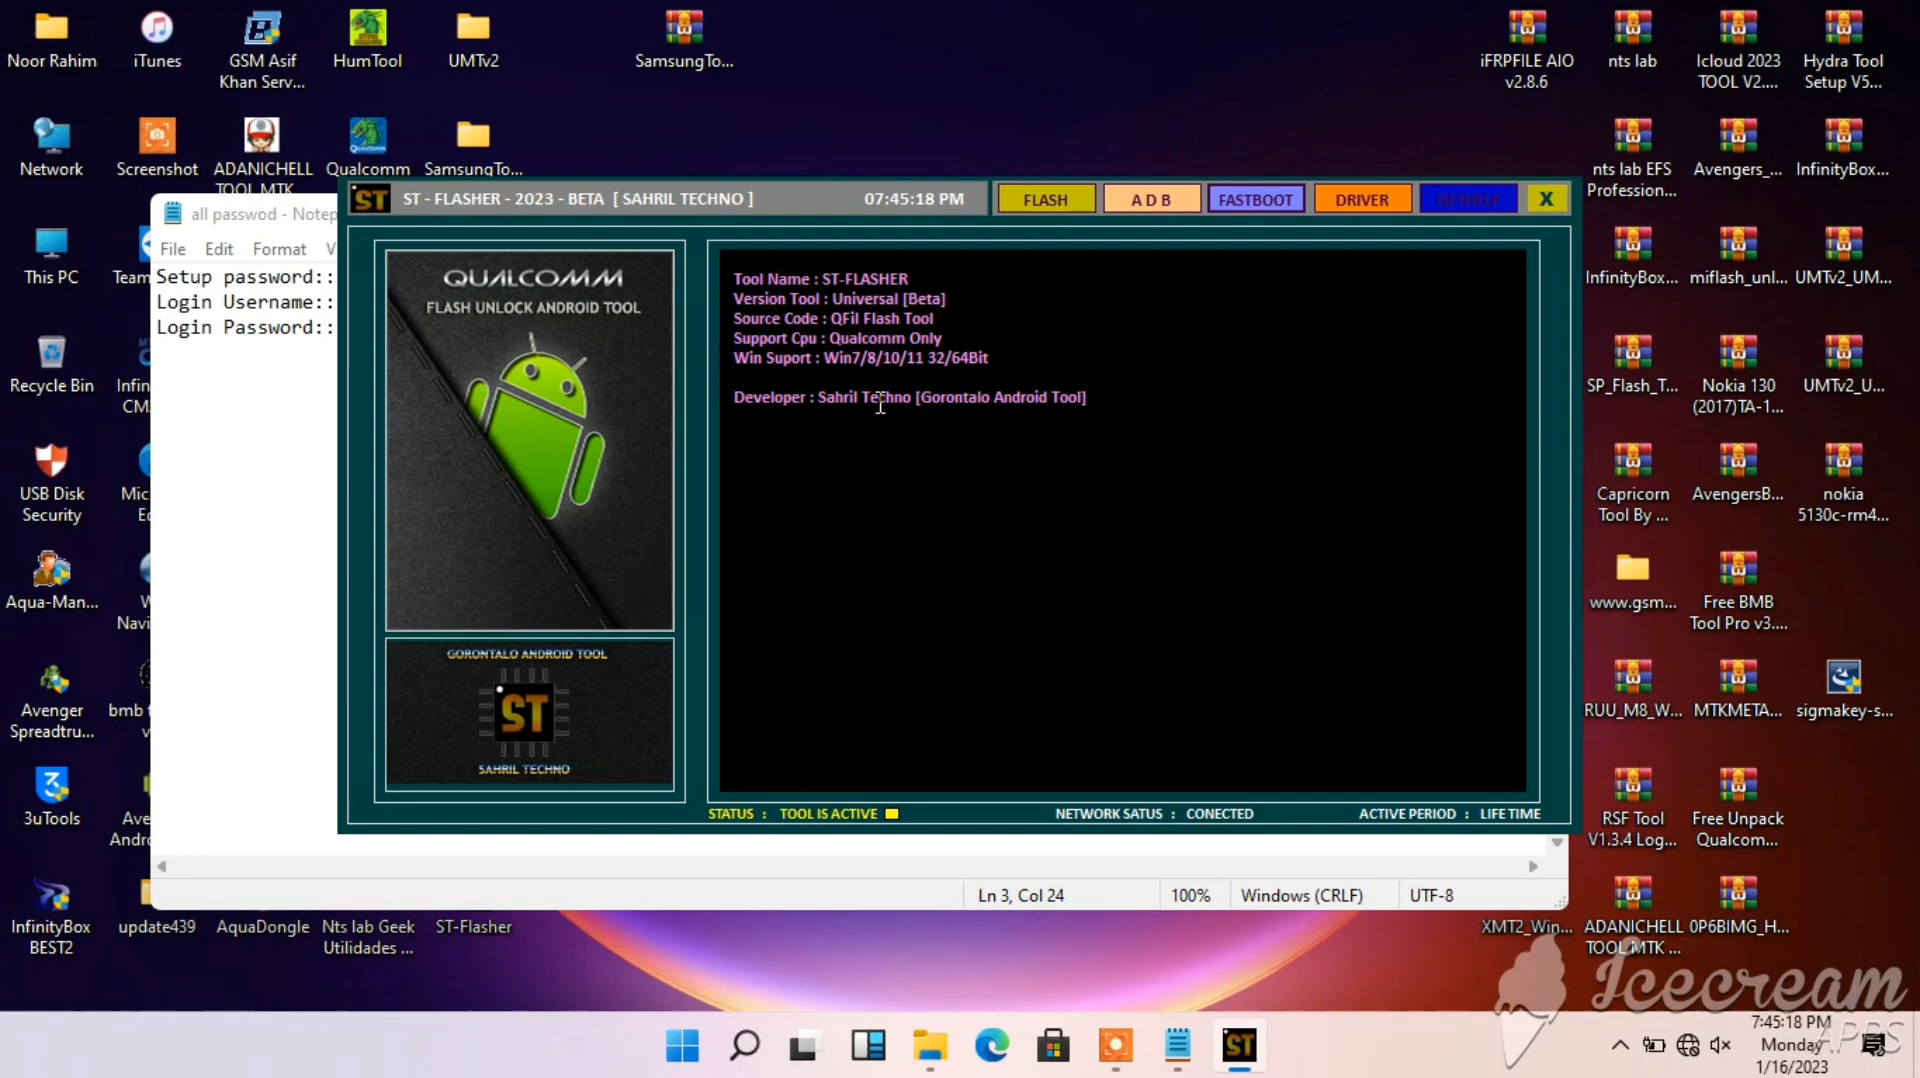 Noor Rahim
iTunes
GSM Asif
Khan Serv...
HumTool
UMTv2
SamsungTo...
iFRPFILE AIO
v2.8.6
nts lab
Icloud 2023
TOOL V2....
Hydra Tool
Setup V5...
Network
Screenshot
ADANICHELL
TOOL MTK
Qualcomm
SamsungTo...
nts lab EFS
Profession...
Avengers_...
InfinityBox...
all passwod - Notep
File Edit Format V
Setup password::
Login Username::
Login Password::
ST - FLASHER - 2023 - BETA [ SAHRIL TECHNO ]
07:45:18 PM
FLASH
A D B
FASTBOOT
DRIVER
X
QUALCOMM
FLASH UNLOCK ANDROID TOOL
GORONTALO ANDROID TOOL
ST
SAHRIL TECHNO
Tool Name : ST-FLASHER
Version Tool : Universal [Beta]
Source Code : QFil Flash Tool
Support Cpu : Qualcomm Only
Win Suport : Win7/8/10/11 32/64Bit
Developer : Sahril Techno [Gorontalo Android Tool]
STATUS : TOOL IS ACTIVE
NETWORK SATUS : CONECTED
ACTIVE PERIOD : LIFE TIME
This PC
Team
InfinityBox...
miflash_unl...
UMTv2_UM...
Recycle Bin
Infin
CM
SP_Flash_T...
Nokia 130
(2017)TA-1...
UMTv2_U...
USB Disk
Security
Mic
Capricorn
Tool By ...
AvengersB...
nokia
5130c-rm4...
Aqua-Man...
Navi
www.gsm...
Free BMB
Tool Pro v3....
Avenger
Spreadtru...
bmb
RUU_M8_W...
MTKMETA...
sigmakey-s...
3uTools
Andro
RSF Tool
V1.3.4 Log...
Free Unpack
Qualcom...
Ln 3, Col 24
100%
Windows (CRLF)
UTF-8
InfinityBox
BEST2
update439
AquaDongle
Nts lab Geek
Utilidades ...
ST-Flasher
XMT2_Win...
ADANICHELL
TOOL MTK ...
0P6BIMG_H...
Icecream
APPS
ST
7:45:18 PM
Monday
1/16/2023